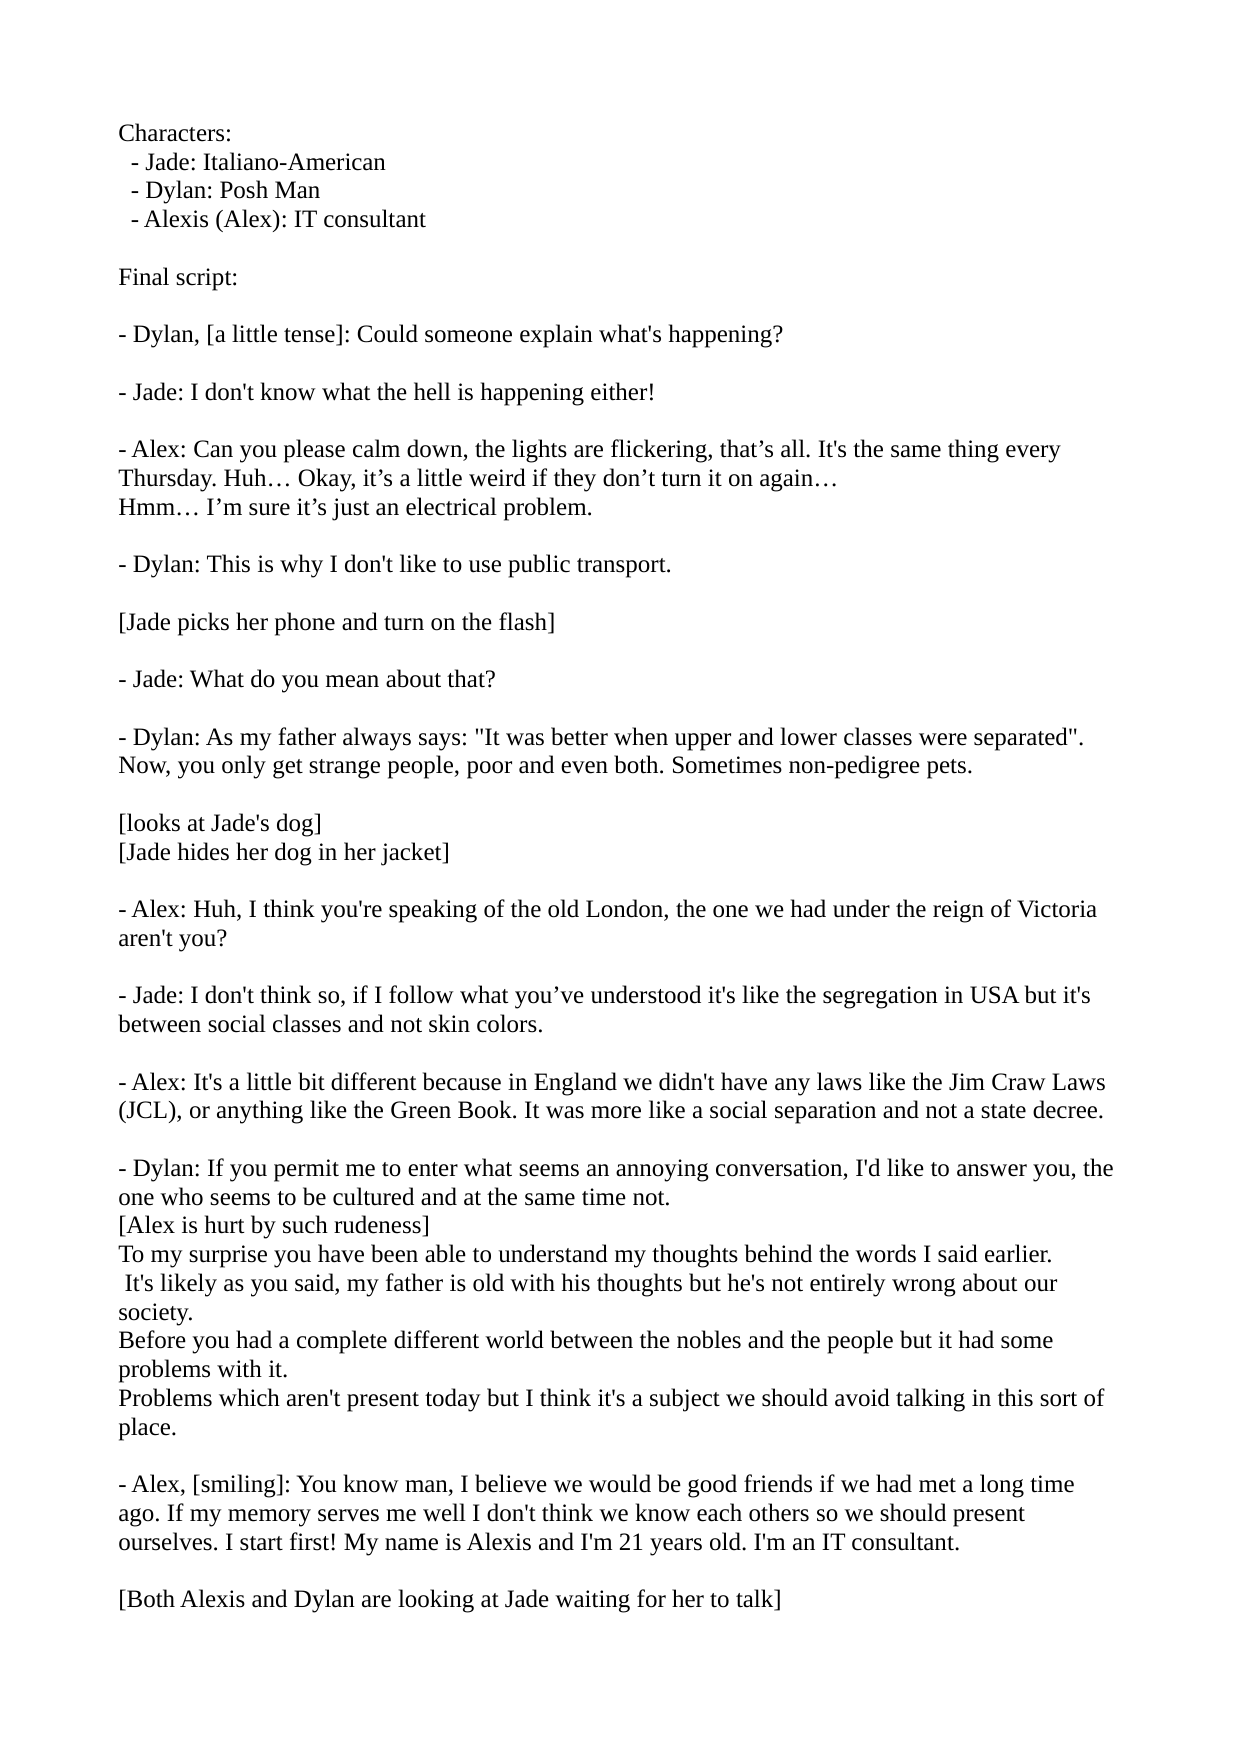 Characters:
- Jade: Italiano-American
- Dylan: Posh Man
- Alexis (Alex): IT consultant
Final script:
- Dylan, [a little tense]: Could someone explain what's happening?
- Jade: I don't know what the hell is happening either!
- Alex: Can you please calm down, the lights are flickering, that’s all. It's the same thing every
Thursday. Huh… Okay, it’s a little weird if they don’t turn it on again…
Hmm… I’m sure it’s just an electrical problem.
- Dylan: This is why I don't like to use public transport.
[Jade picks her phone and turn on the flash]
- Jade: What do you mean about that?
- Dylan: As my father always says: "It was better when upper and lower classes were separated".
Now, you only get strange people, poor and even both. Sometimes non-pedigree pets.
[looks at Jade's dog]
[Jade hides her dog in her jacket]
- Alex: Huh, I think you're speaking of the old London, the one we had under the reign of Victoria
aren't you?
- Jade: I don't think so, if I follow what you’ve understood it's like the segregation in USA but it's
between social classes and not skin colors.
- Alex: It's a little bit different because in England we didn't have any laws like the Jim Craw Laws
(JCL), or anything like the Green Book. It was more like a social separation and not a state decree.
- Dylan: If you permit me to enter what seems an annoying conversation, I'd like to answer you, the
one who seems to be cultured and at the same time not.
[Alex is hurt by such rudeness]
To my surprise you have been able to understand my thoughts behind the words I said earlier.
It's likely as you said, my father is old with his thoughts but he's not entirely wrong about our
society.
Before you had a complete different world between the nobles and the people but it had some
problems with it.
Problems which aren't present today but I think it's a subject we should avoid talking in this sort of
place.
- Alex, [smiling]: You know man, I believe we would be good friends if we had met a long time
ago. If my memory serves me well I don't think we know each others so we should present
ourselves. I start first! My name is Alexis and I'm 21 years old. I'm an IT consultant.
[Both Alexis and Dylan are looking at Jade waiting for her to talk]